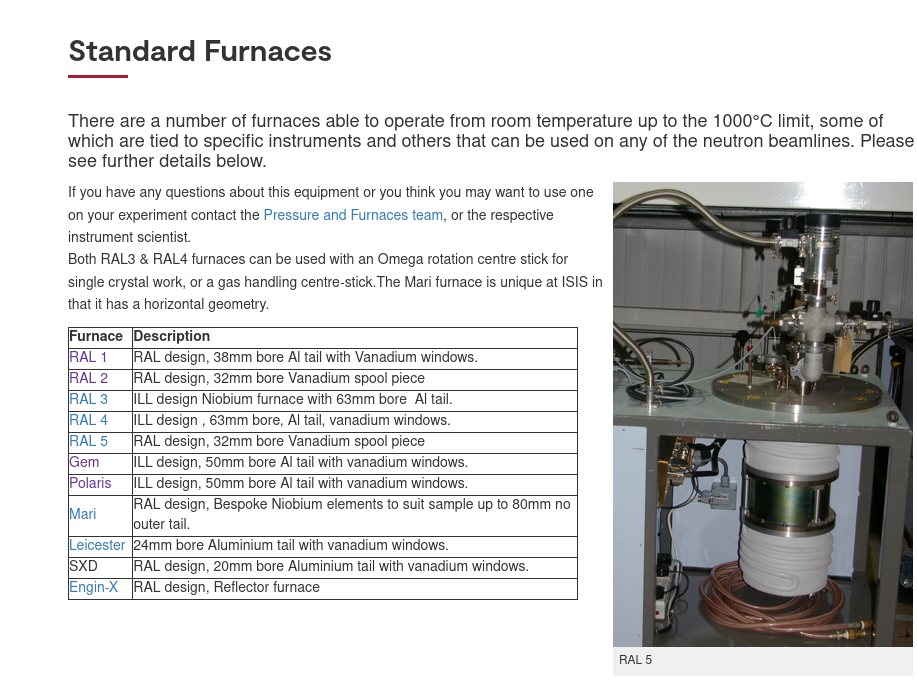 Standard Furnaces
There are a number of furnaces able to operate from room temperature up to the 1000°C limit, some of
which are tied to specific instruments and others that can be used on any of the neutron beamlines. Please
see further details below.
If you have any questions about this equipment or you think you may want to use one
on your experiment contact the Pressure and Furnaces team, or the respective
instrument scientist.
Both RAL3 & RAL4 furnaces can be used with an Omega rotation centre stick for
single crystal work, or a gas handling centre-stick.The Mari furnace is unique at ISIS in
that it has a horizontal geometry.
Furnace Description
RAL 1 RAL design, 38mm bore Al tail with Vanadium windows.
RAL 2 RAL design, 32mm bore Vanadium spool piece
RAL 3 ILL design Niobium furnace with 63mm bore  Al tail.
RAL 4 ILL design , 63mm bore, Al tail, vanadium windows.
RAL 5 RAL design, 32mm bore Vanadium spool piece
Gem ILL design, 50mm bore Al tail with vanadium windows.
Polaris ILL design, 50mm bore Al tail with vanadium windows.
Mari RAL design, Bespoke Niobium elements to suit sample up to 80mm no
outer tail.
Leicester 24mm bore Aluminium tail with vanadium windows.
SXD RAL design, 20mm bore Aluminium tail with vanadium windows.
Engin-X RAL design, Reflector furnace
RAL 5